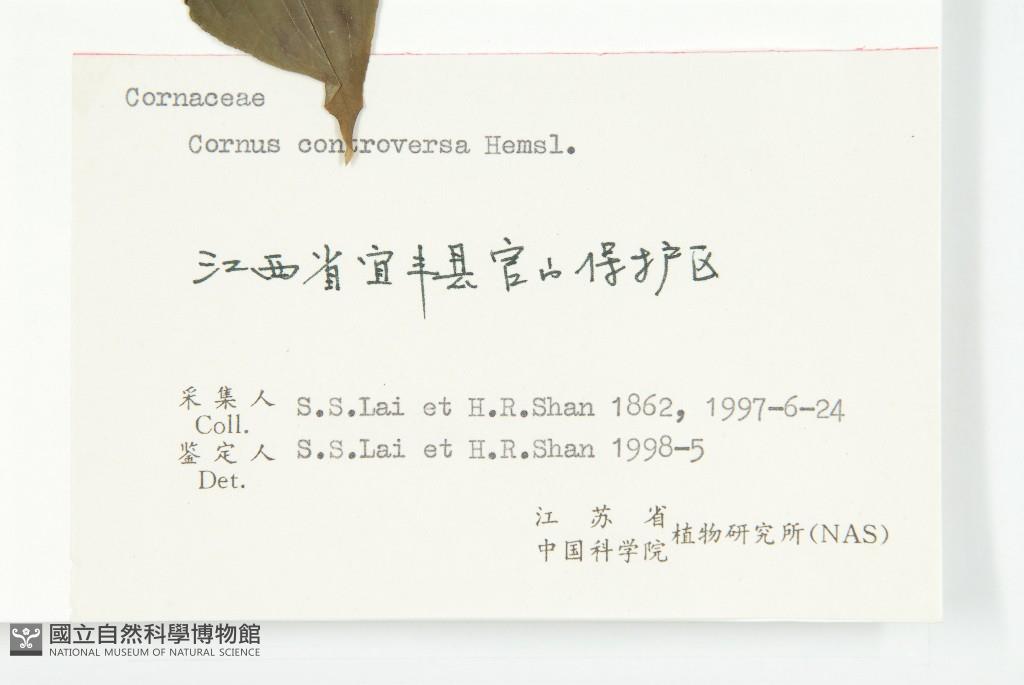 Cornaceae
Cornus controversa Hemsl.
江西省宜丰县官山保护区
采集人 S.S.Lai et H.R.Shan 1862, 1997-6-24
Coll.
鉴定人 S.S.Lai et H.R.Shan 1998-5
Det.
江苏省
中国科学院植物研究所(NAS)
國立自然科學博物館
NATIONAL MUSEUM OF NATURAL SCIENCE